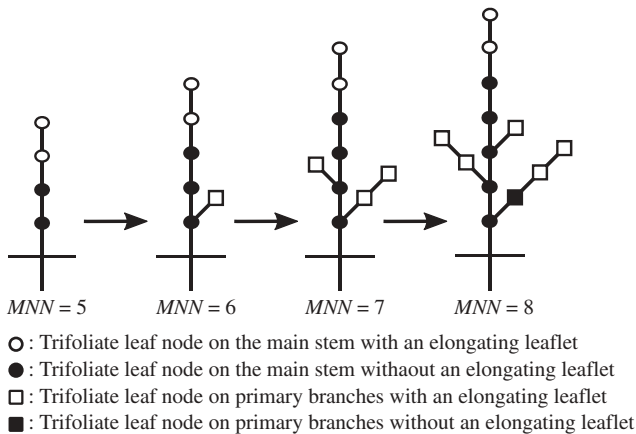 MNN = 5 MNN = 6 MNN = 7 MNN = 8
: Trifoliate leaf node on the main stem with an elongating leaflet
: Trifoliate leaf node on the main stem withaout an elongating leaflet
: Trifoliate leaf node on primary branches with an elongating leaflet
: Trifoliate leaf node on primary branches without an elongating leaflet